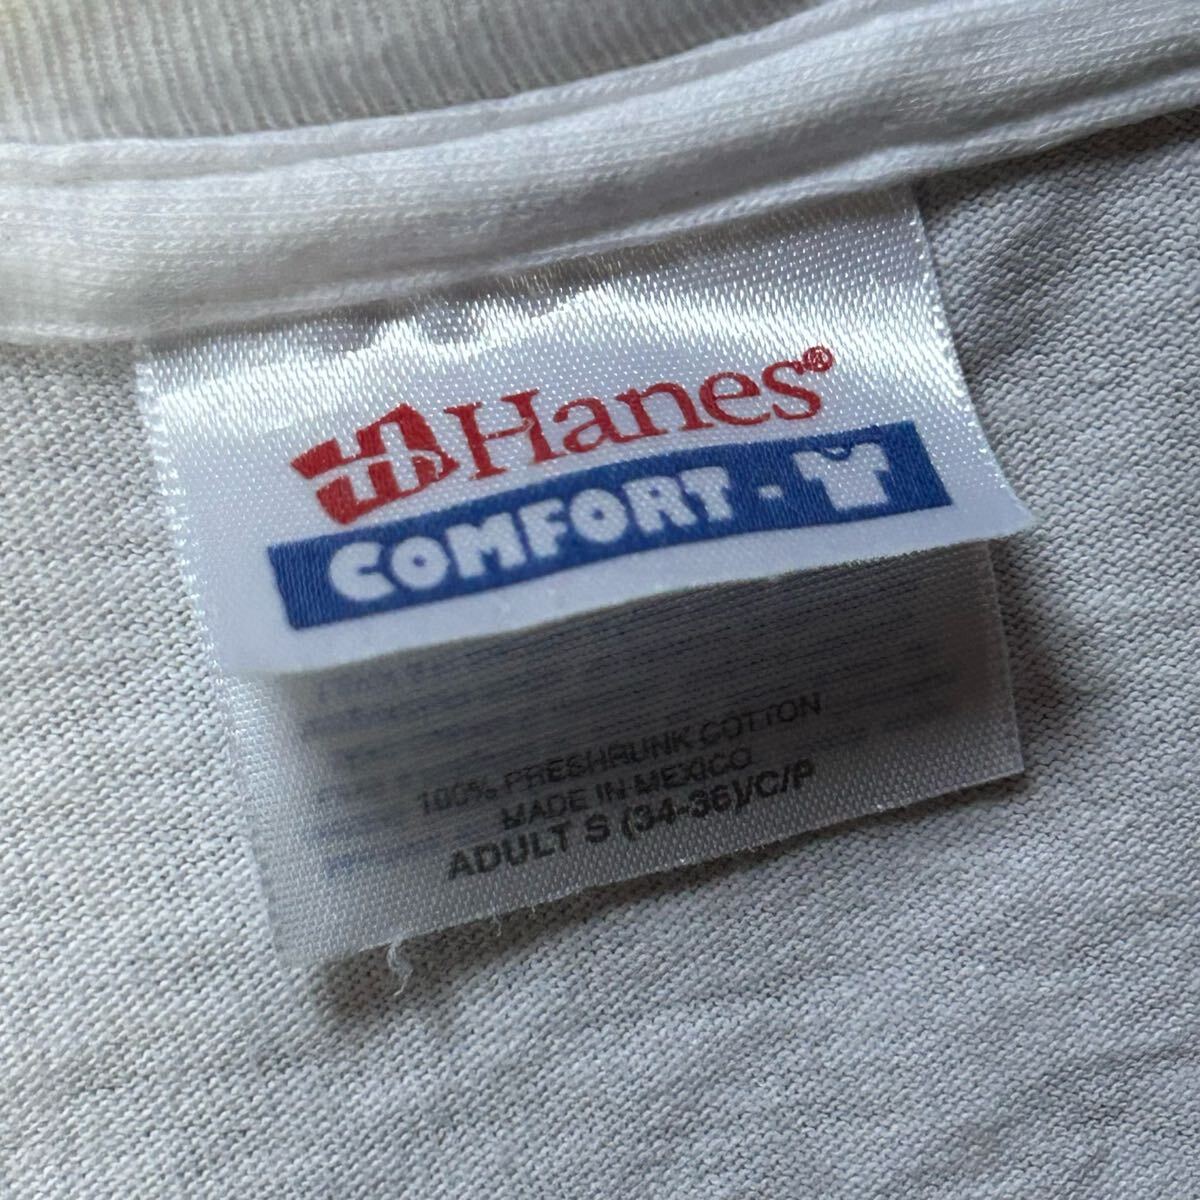 Hanes®
COMFORT-
100% PRESHRUNK COTTON
MADE IN MEXICO
ADULT S (34-36)/C/P